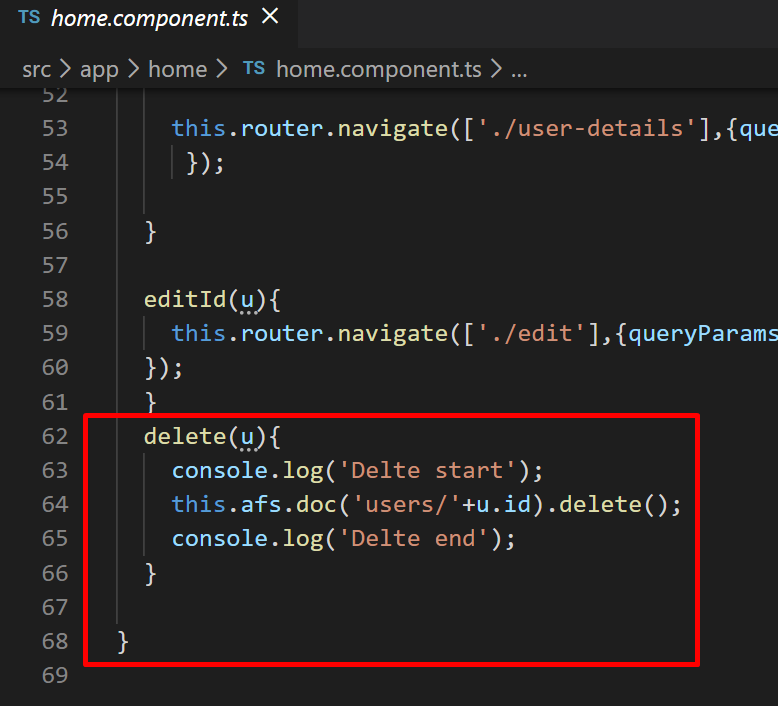 TS home.component.ts ×
src > app > home > TS home.component.ts > ...
52
53 this.router.navigate(['./user-details'],{que
54 });
55
56 }
57
58 editId(u){
59 this.router.navigate(['./edit'],{queryParams
60 });
61 }
62 delete(u){
63 console.log('Delte start');
64 this.afs.doc('users/'+u.id).delete();
65 console.log('Delte end');
66 }
67
68 }
69